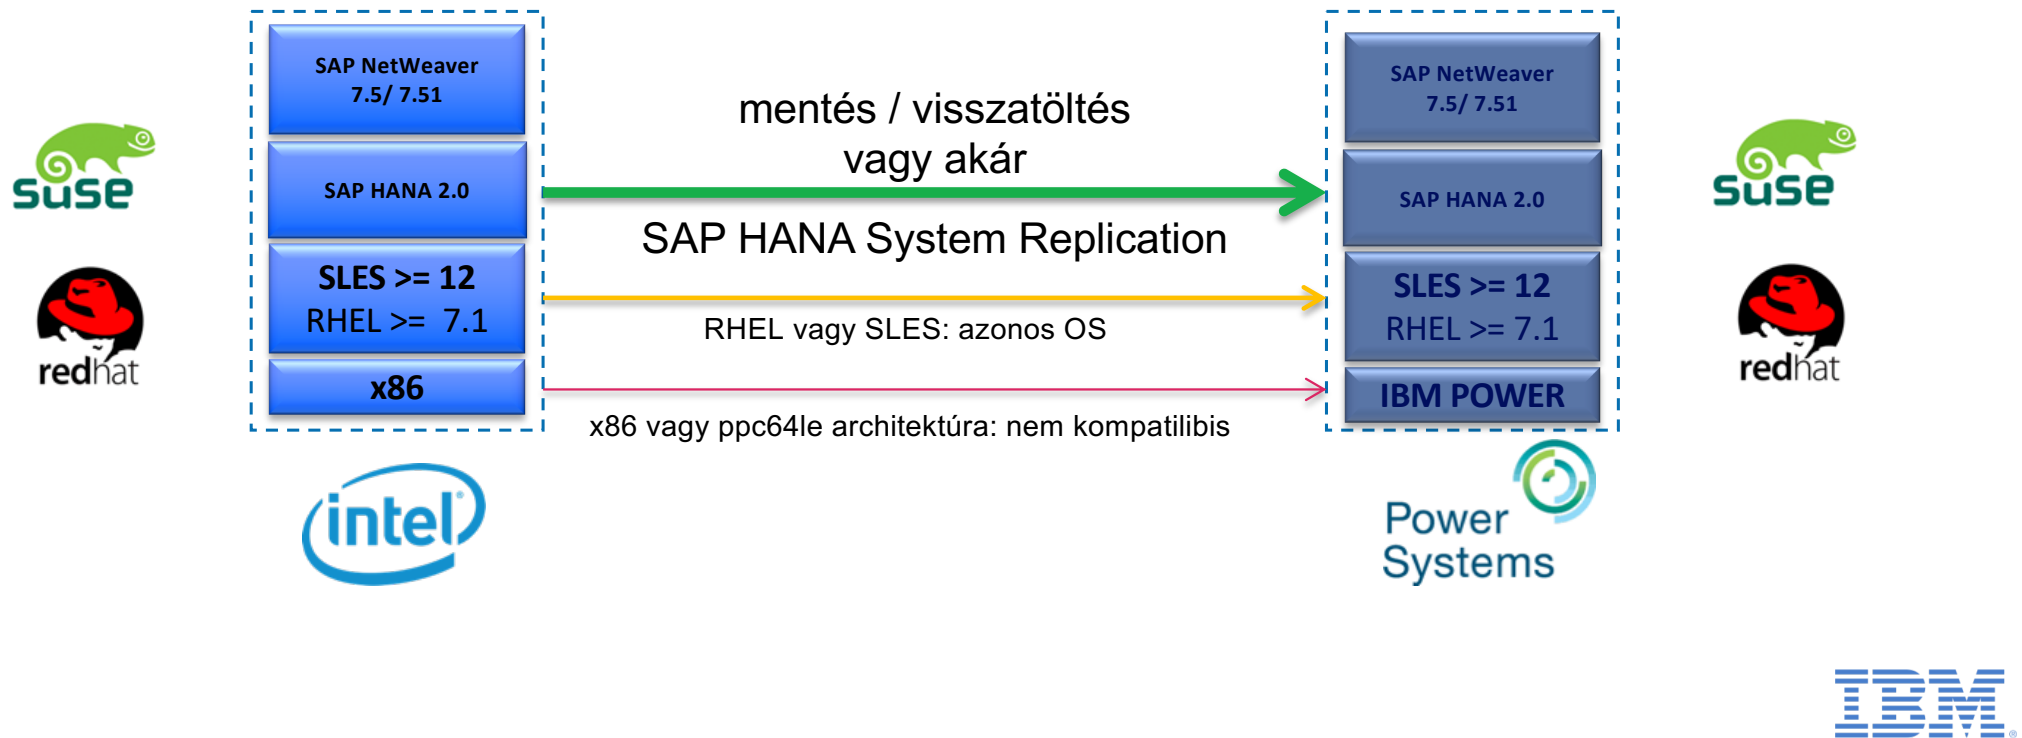 SAP NetWeaver
7.5/ 7.51
SAP HANA 2.0
SLES >= 12
RHEL >= 7.1
x86
suse
redhat
intel
mentés / visszatöltés
vagy akár
SAP HANA System Replication
RHEL vagy SLES: azonos OS
x86 vagy ppc64le architektúra: nem kompatilibis
SAP NetWeaver
7.5/ 7.51
SAP HANA 2.0
SLES >= 12
RHEL >= 7.1
IBM POWER
suse
redhat
Power
Systems
IBM